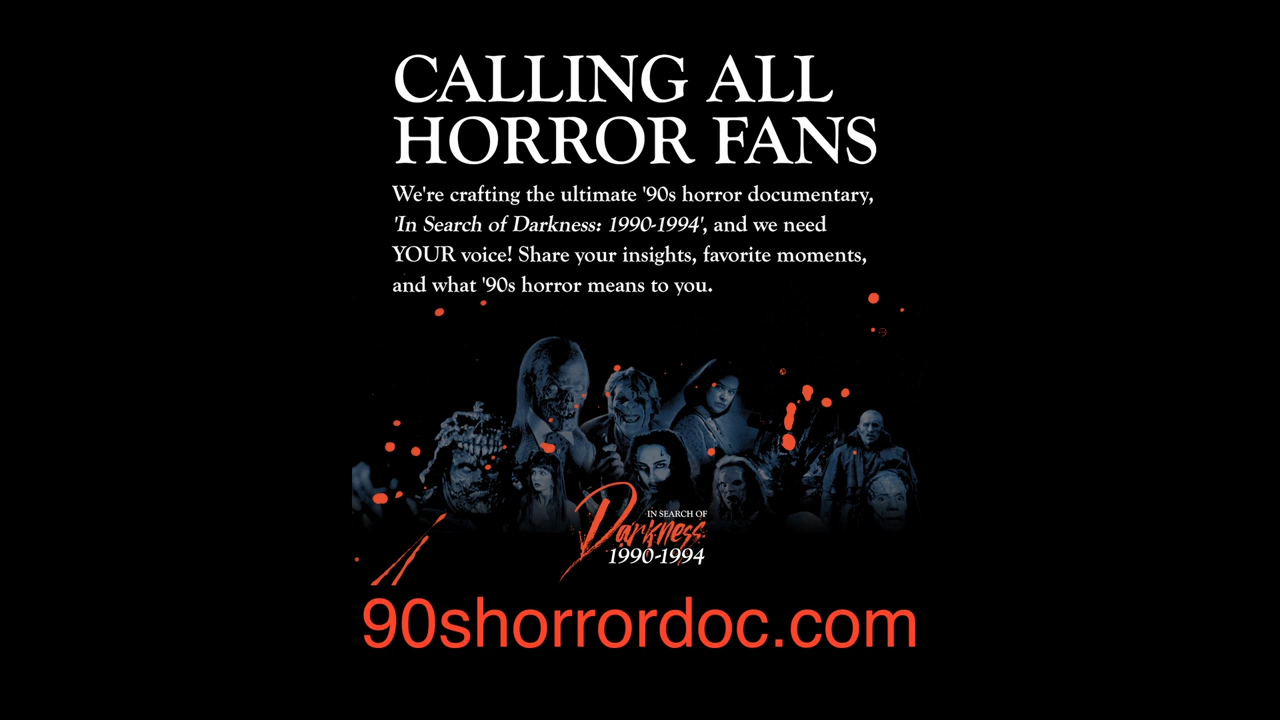 CALLING ALL
HORROR FANS
We're crafting the ultimate '90s horror documentary,
'In Search of Darkness: 1990-1994', and we need
YOUR voice! Share your insights, favorite moments,
and what '90s horror means to you.
IN SEARCH OF
Darkness
1990-1994
90shorrordoc.com